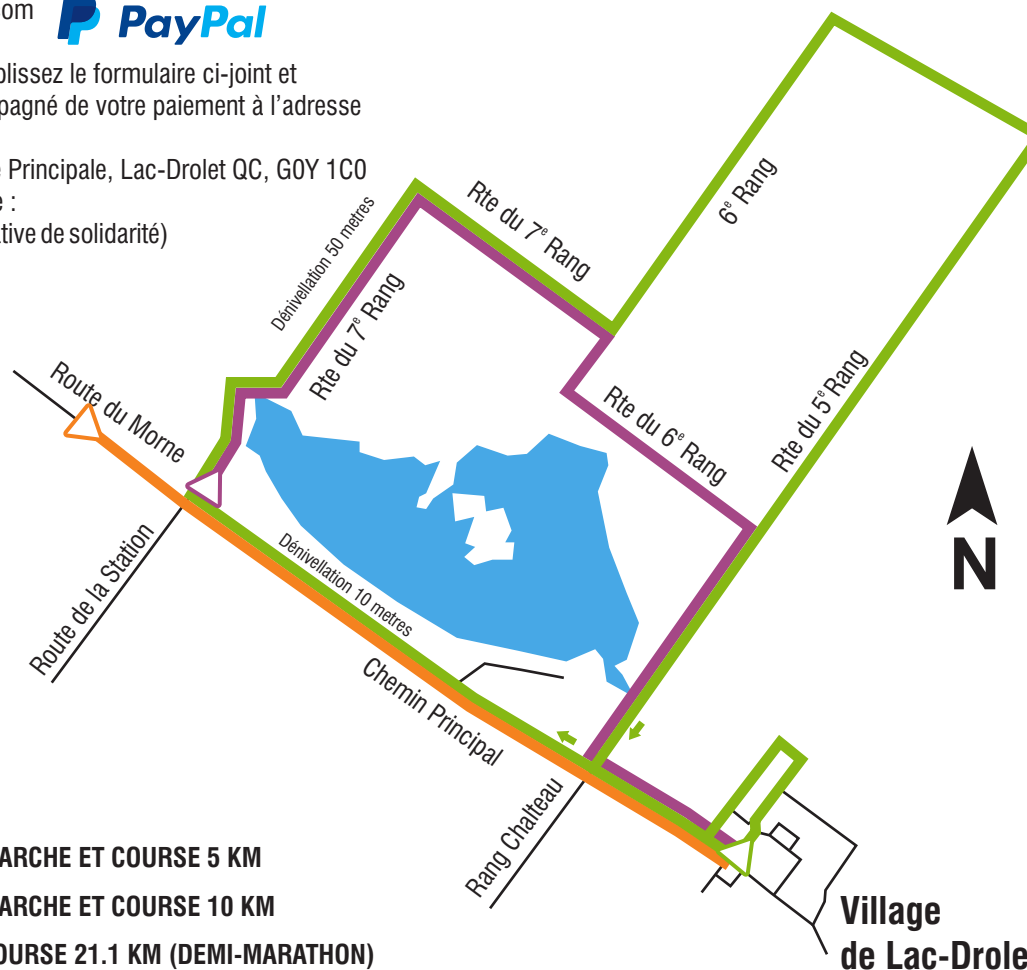 om
PayPal
plissez le formulaire ci-joint et
pagné de votre paiement à l'adresse
e Principale, Lac-Drolet QC, G0Y 1C0
e :
ative de solidarité)
Dénivellation 50 metres
Rte du 7e Rang
Rte du 7e Rang
6e Rang
Route du Morne
Rte du 6e Rang
Rte du 5e Rang
Route de la Station
Dénivellation 10 metres
Chemin Principal
N
Rang Chalteau
ARCHE ET COURSE 5 KM
ARCHE ET COURSE 10 KM
OURSE 21.1 KM (DEMI-MARATHON)
Village
de Lac-Drole